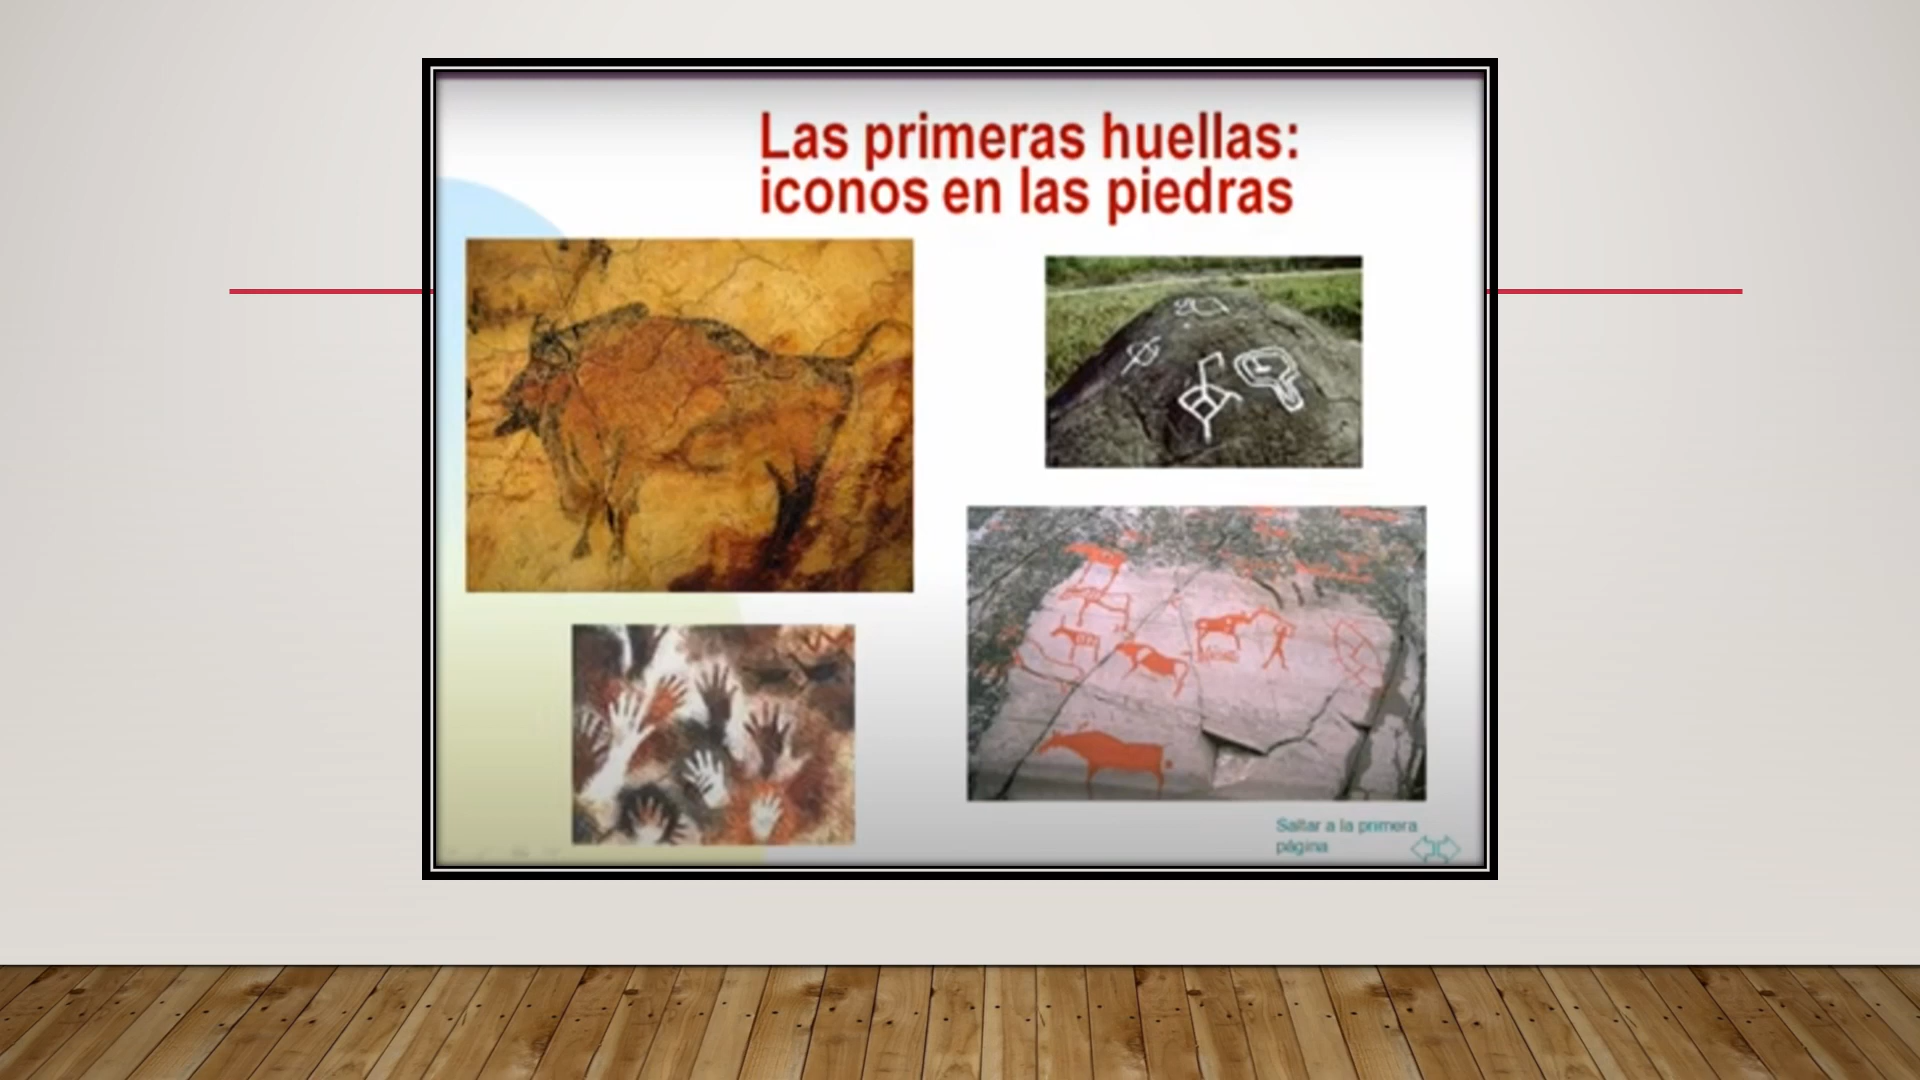 Las primeras huellas:
iconos en las piedras
Saltar a la primera
página